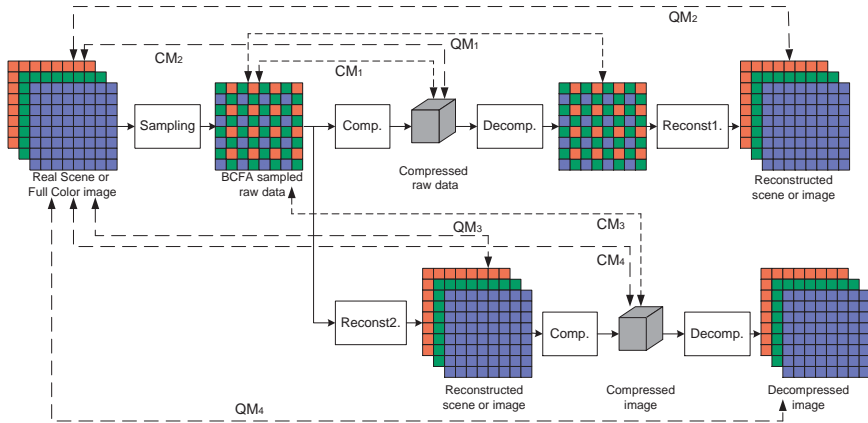 QM2
CM2
QM1
CM1
Sampling
Comp.
Decomp.
Reconst1.
Real Scene or
Full Color image
BCFA sampled
raw data
Compressed
raw data
Reconstructed
scene or image
QM3
CM3
CM4
Reconst2.
Comp.
Decomp.
Reconstructed
scene or image
Compressed
image
Decompressed
image
QM4